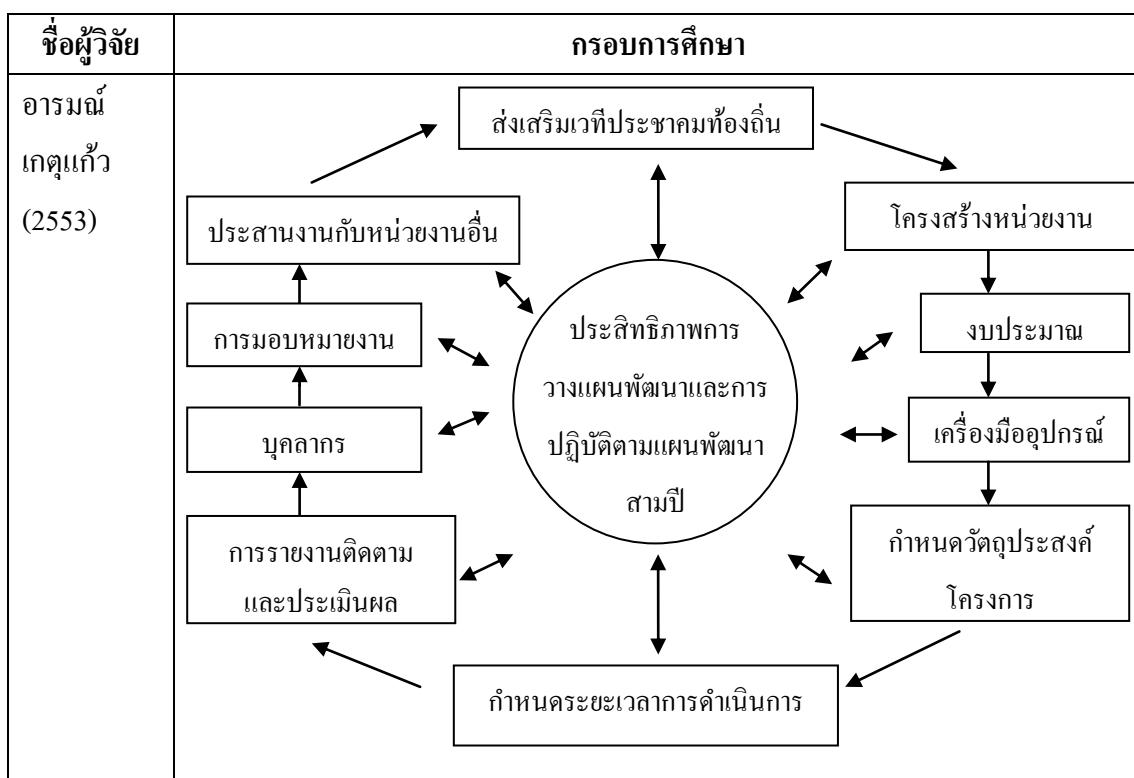 ชื่อผู้วิจัย
กรอบการศึกษา
อารมณ์
เกตุแก้ว
(2553)
ส่งเสริมเวทีประชาคมท้องถิ่น
ประสานงานกับหน่วยงานอื่น
โครงสร้างหน่วยงาน
การมอบหมายงาน
งบประมาณ
บุคลากร
เครื่องมืออุปกรณ์
การรายงานติดตาม
และประเมินผล
กำหนดวัตถุประสงค์
โครงการ
กำหนดระยะเวลาการดำเนินการ
ประสิทธิภาพการ
วางแผนพัฒนาและการ
ปฏิบัติตามแผนพัฒนา
สามปี